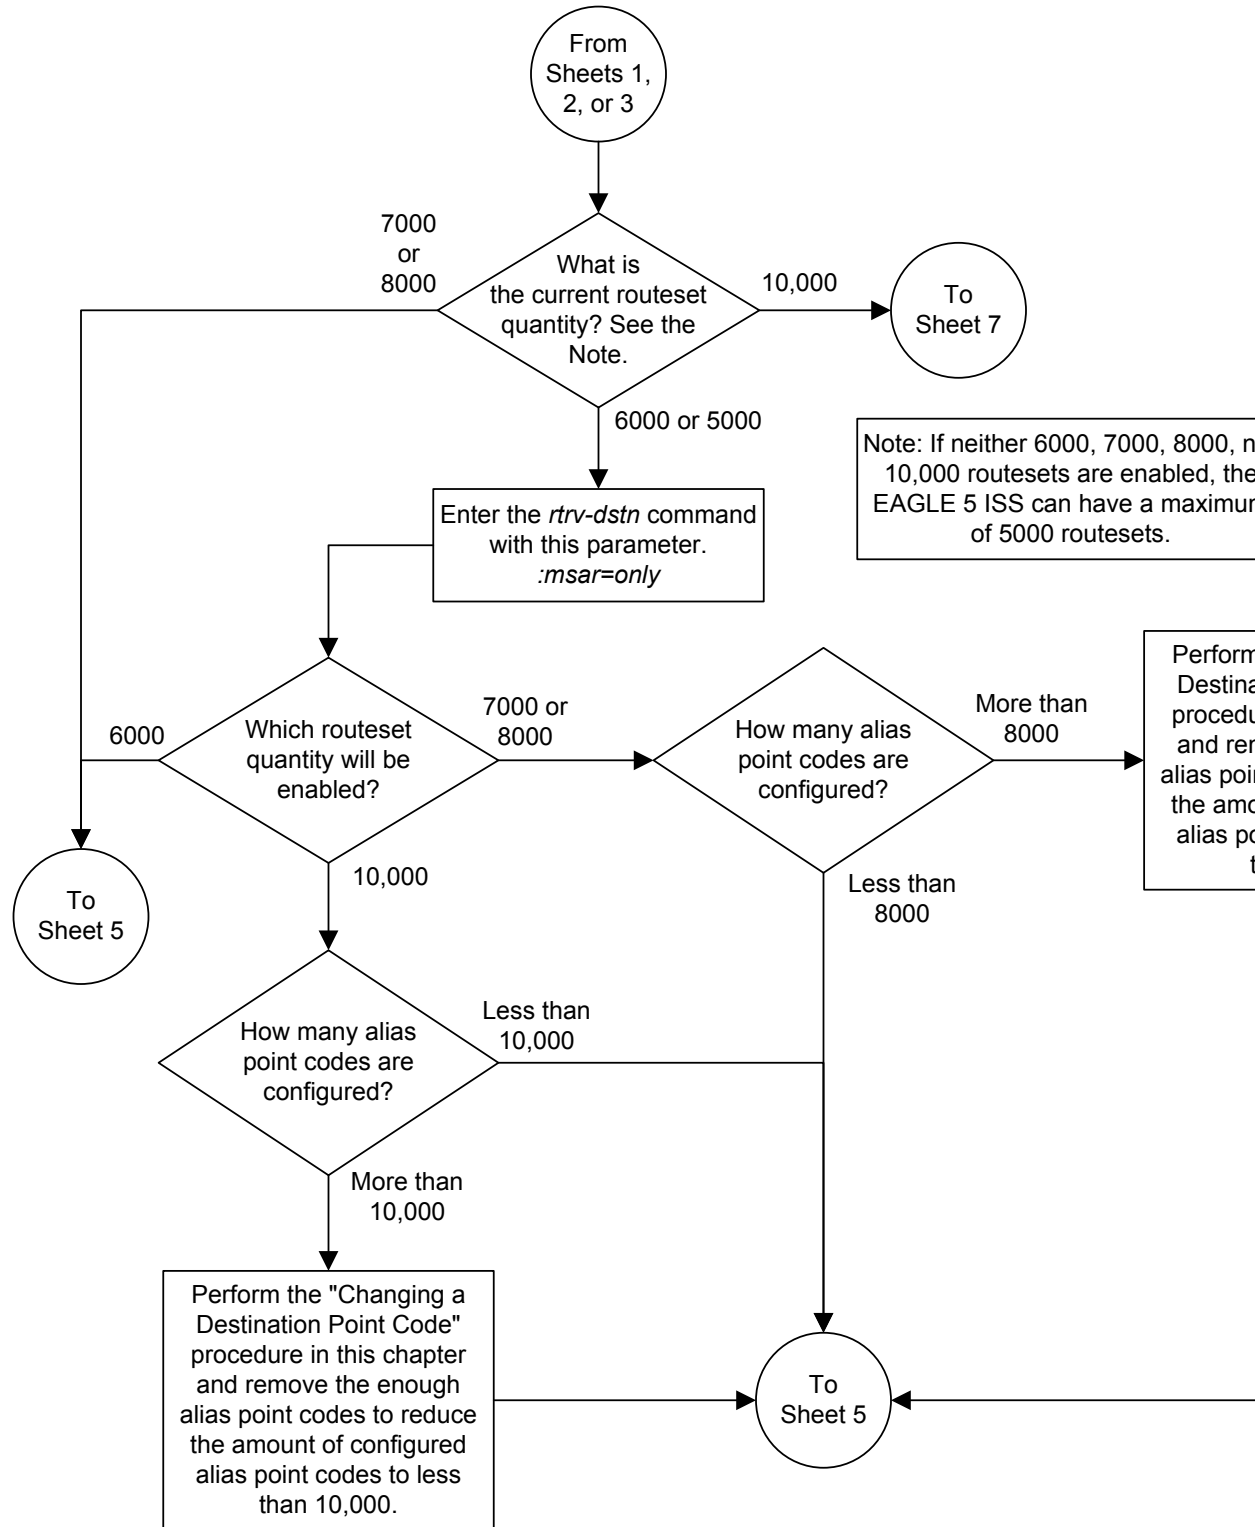 From
Sheets 1,
2, or 3
7000
or
8000
What is
the current routeset
quantity? See the
Note.
10,000
To
Sheet 7
6000 or 5000
Note: If neither 6000, 7000, 8000,
10,000 routesets are enabled, the
EAGLE 5 ISS can have a
of 5000 routesets.
Enter the rtrv-dstn command
with this parameter.
:msar=only
6000
Which routeset
quantity will be
enabled?
7000 or
8000
How many alias
point codes are
configured?
More than
8000
Perform
and
alias
the
alias
Less than
8000
To
Sheet 5
10,000
How many alias
point codes are
configured?
Less than
10,000
More than
10,000
Perform the "Changing a
Destination Point Code"
procedure in this chapter
and remove the enough
alias point codes to reduce
the amount of configured
alias point codes to less
than 10,000.
To
Sheet 5